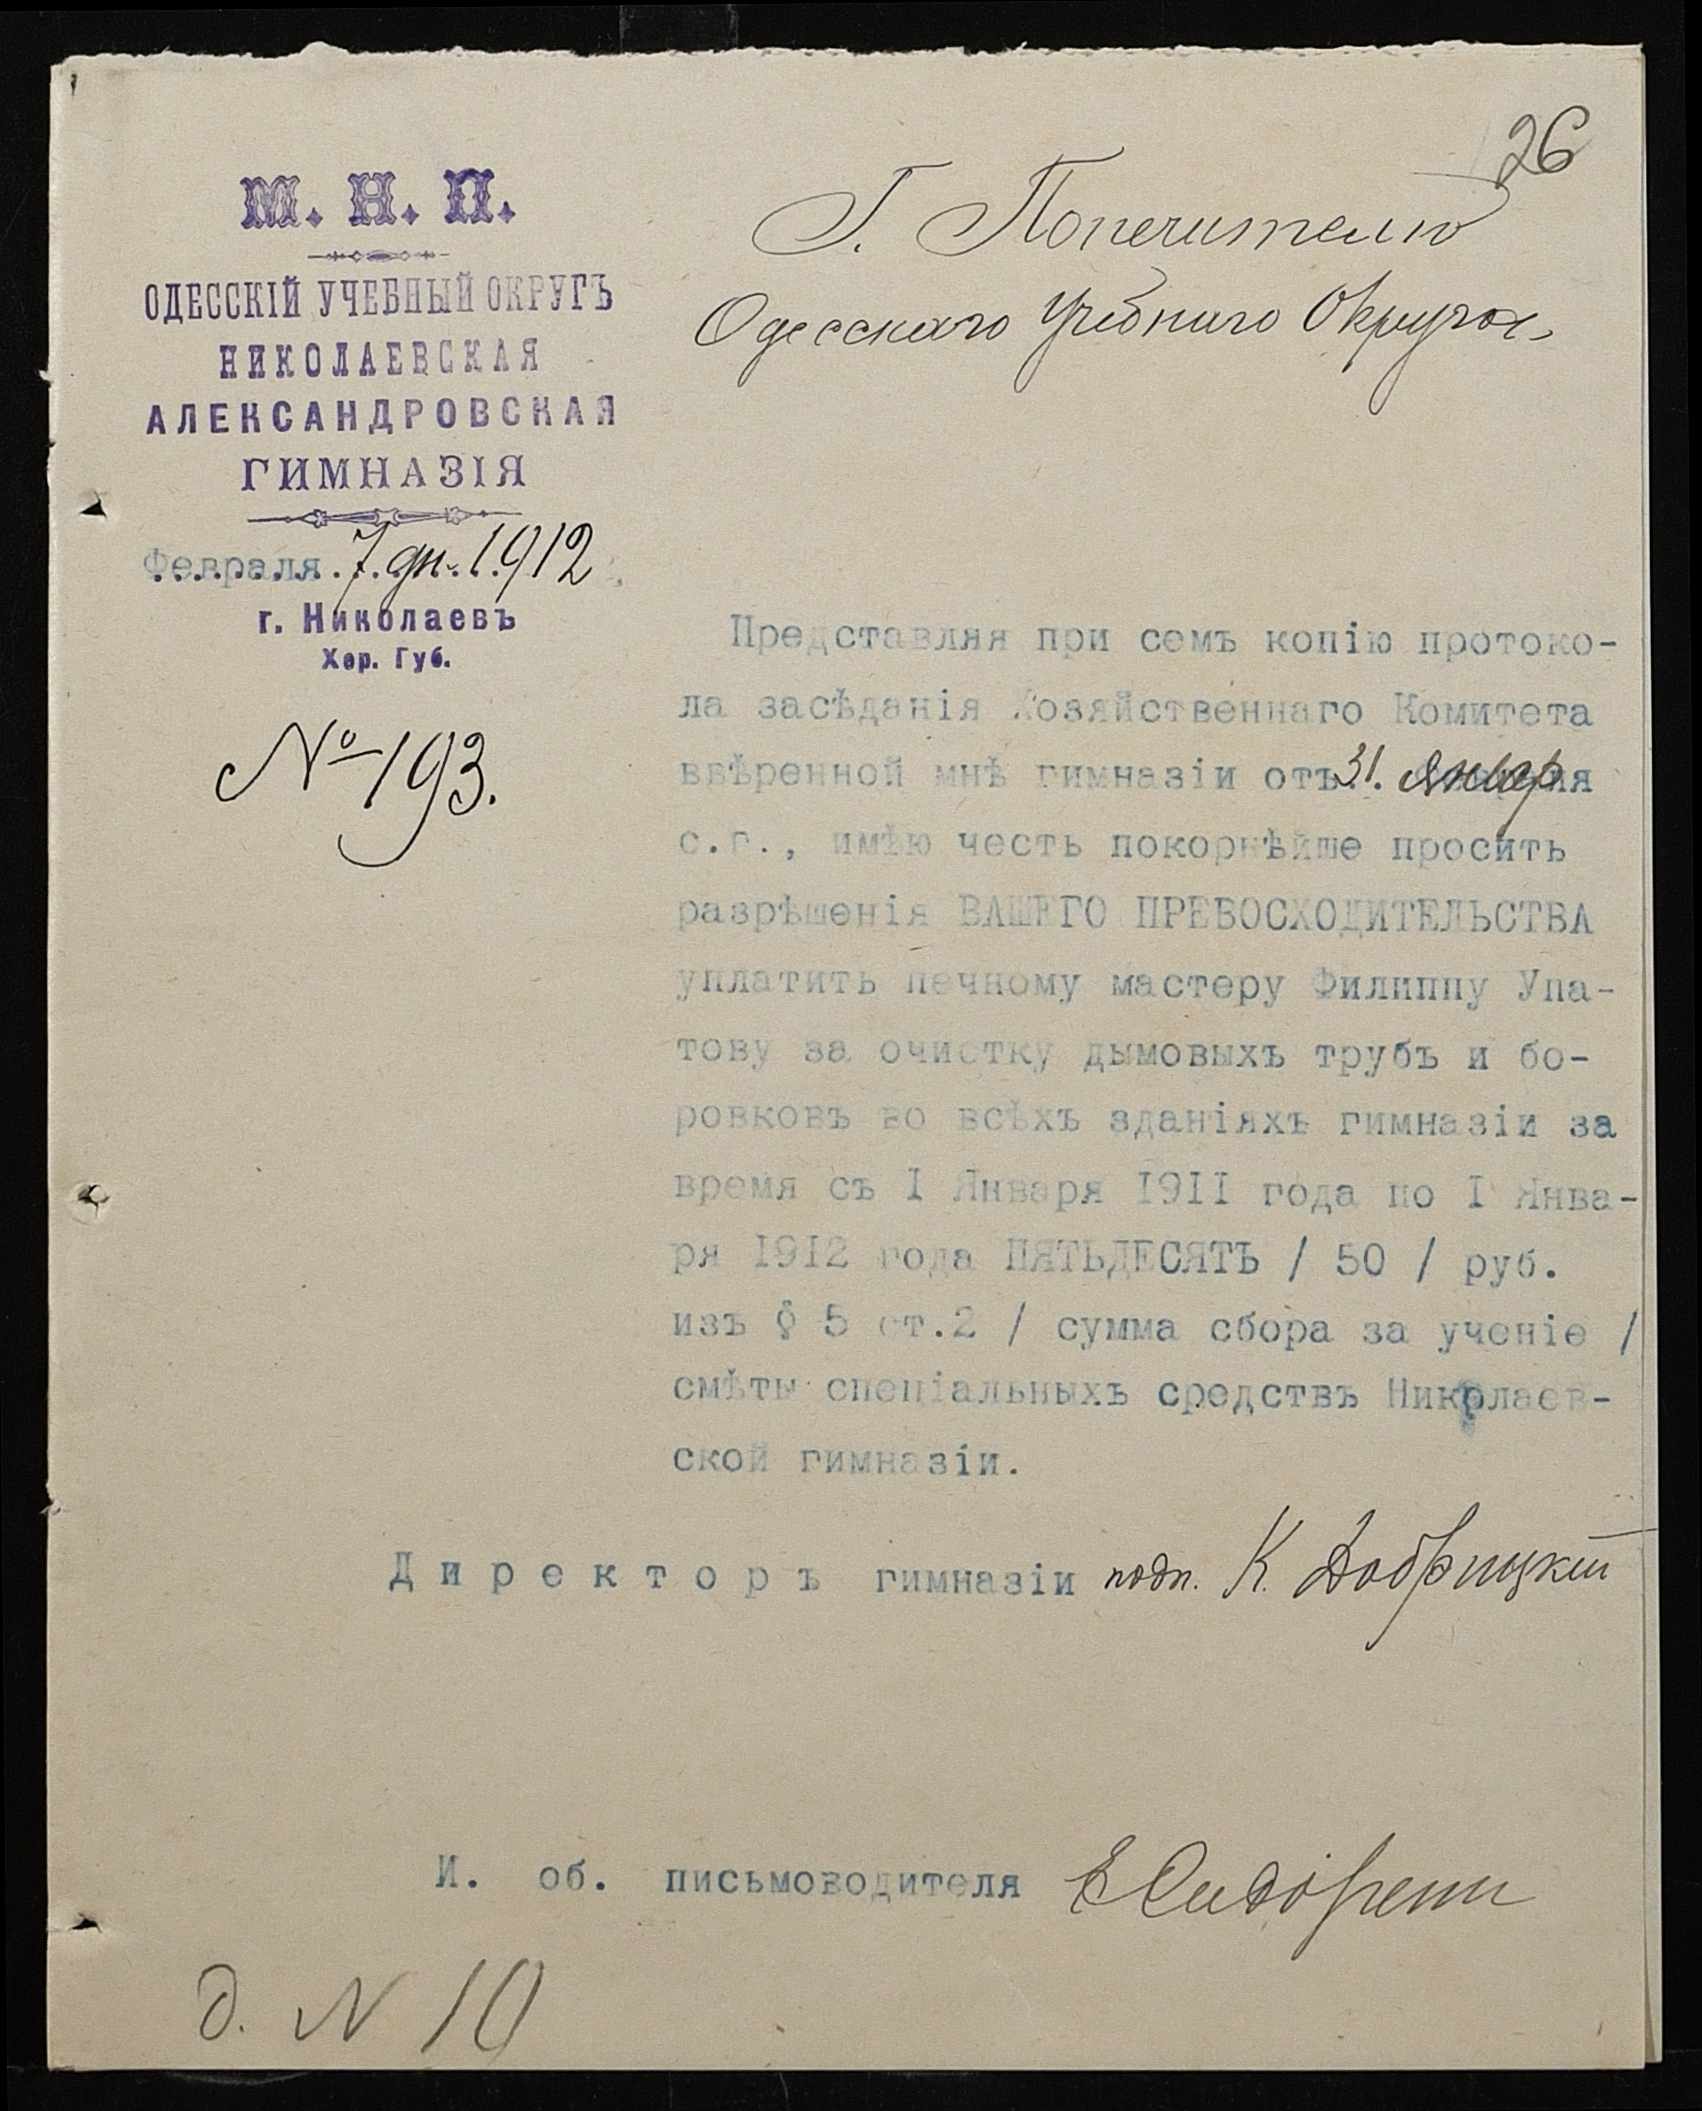 26
М. Н. П.
ОДЕССКІЙ УЧЕБНЫЙ ОКРУГЪ
НИКОЛАЕВСКАЯ
АЛЕКСАНДРОВСКАЯ
ГИМНАЗІЯ
Февраля 7 дн. 1912
г. Николаевъ
Хер. Губ.
№ 193.
Г. Попечителю
Одесскаго Учебнаго Округа
Представляя при семъ копію протоко-
ла засѣданія Хозяйственнаго Комитета
ввѣренной мнѣ гимназіи отъ 31. Января
с.г., имѣю честь покорнѣйше просить
разрѣшенія ВАШЕГО ПРЕВОСХОДИТЕЛЬСТВА
уплатить печному мастеру Филиппу Упа-
тову за очистку дымовыхъ трубъ и бо-
ровковъ во всѣхъ зданіяхъ гимназіи за
время съ I Января 1911 года по I Янва-
ря 1912 года ПЯТЬДЕСЯТЬ / 50 / руб.
изъ § 5 ст.2 / сумма сбора за ученіе /
смѣты спеціальныхъ средствъ Николаев-
ской гимназіи.
Директоръ гимназіи подп. К. Добрицкій
И. об. письмоводителя
д. N 10